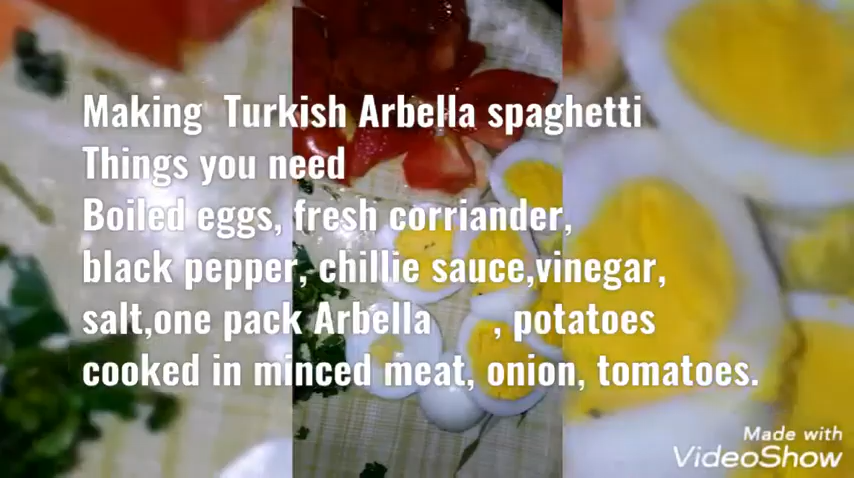 Making Turkish Arbella spaghetti
Things you need
Boiled eggs, fresh corriander,
black pepper, chillie sauce,vinegar,
salt,one pack Arbella , potatoes
cooked in minced meat, onion, tomatoes.
Made with
VideoShow